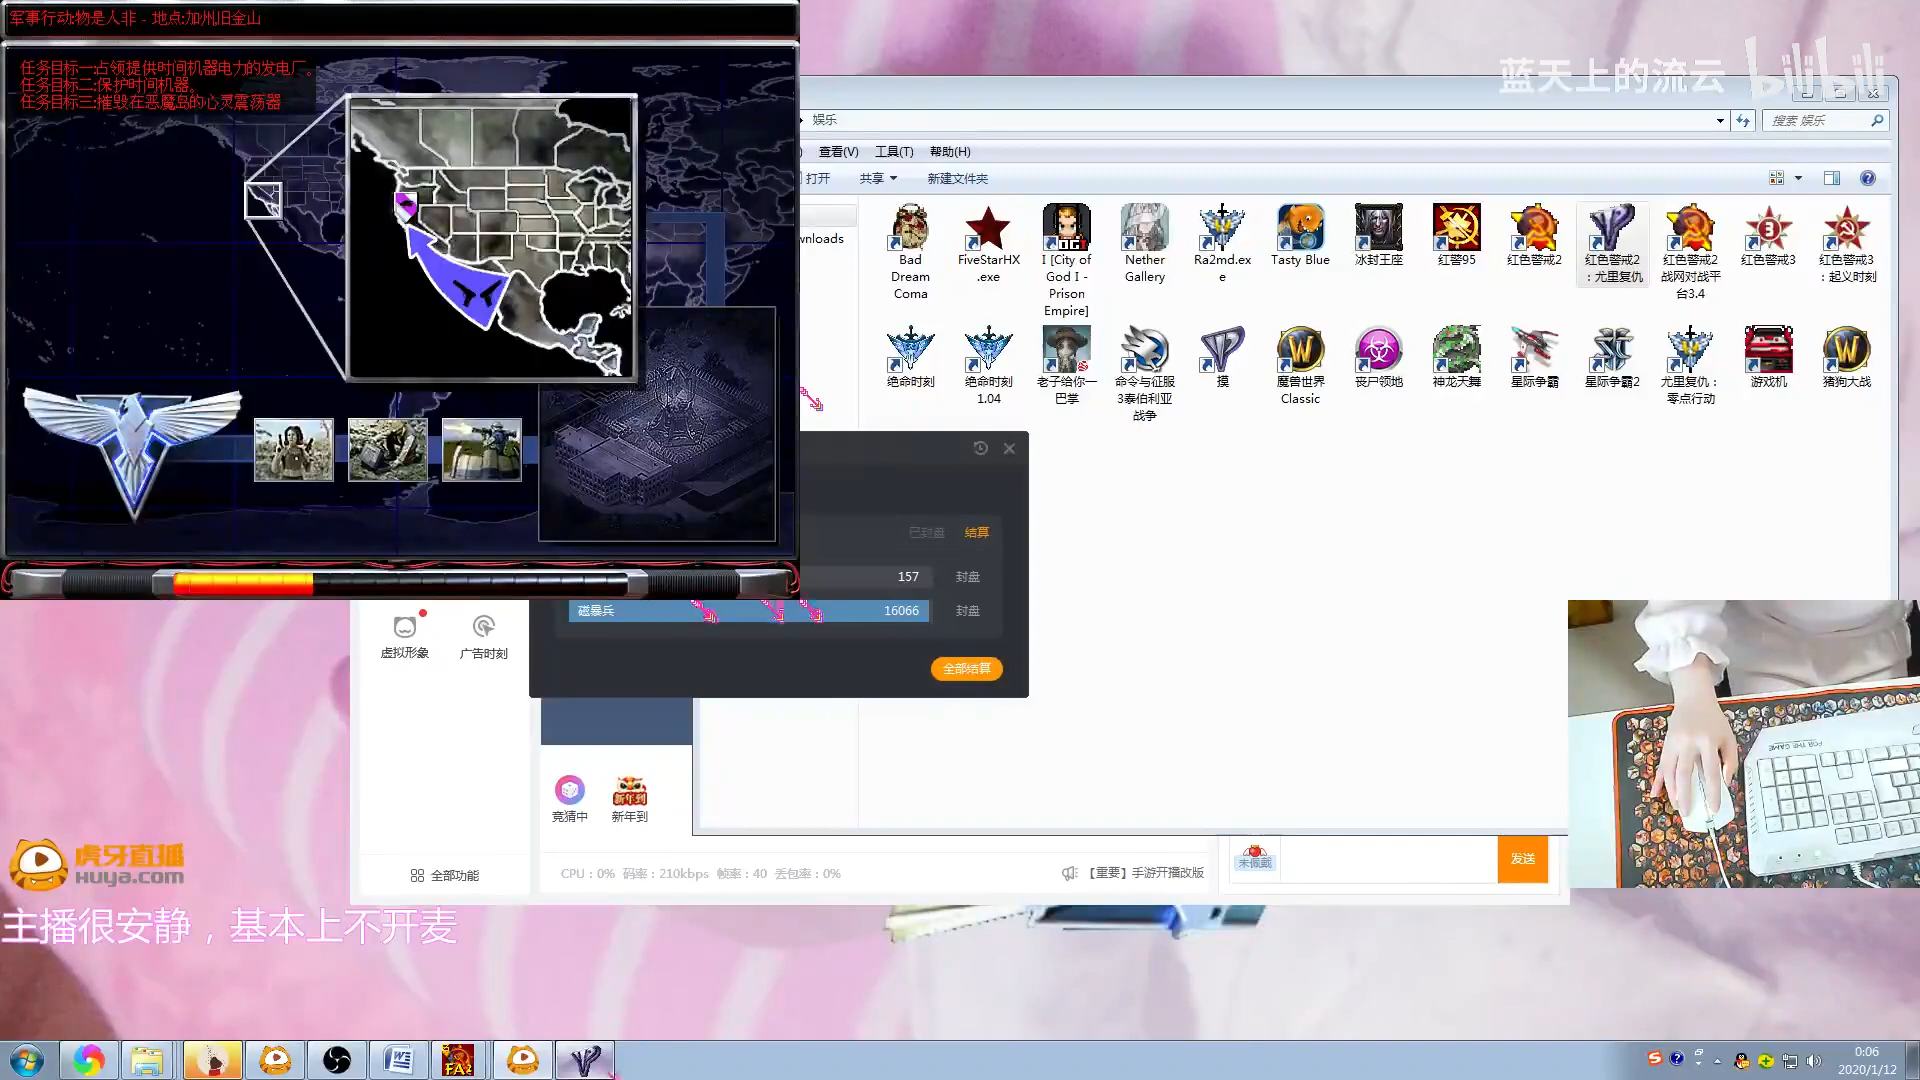 军事行动:物是人非 - 地点:加州旧金山
任务目标一:占领提供时间机器电力的发电厂。
任务目标二:保护时间机器。
任务目标三:摧毁在恶魔岛的心灵震荡器
蓝天上的流云 bilibili
娱乐
搜索 娱乐
查看(V) 工具(T) 帮助(H)
打开 共享 新建文件夹
wnloads
Bad Dream Coma
FiveStarHX.exe
I [City of God I - Prison Empire]
Nether Gallery
Ra2md.exe
Tasty Blue
冰封王座
红警95
红色警戒2
红色警戒2：尤里复仇
红色警戒2战网对战平台3.4
红色警戒3
红色警戒3：起义时刻
绝命时刻
绝命时刻1.04
老子给你一巴掌
命令与征服3泰伯利亚战争
摸
魔兽世界 Classic
丧尸领地
神龙天舞
星际争霸
星际争霸2
尤里复仇：零点行动
游戏机
猪狗大战
已封盘 结算
157 封盘
磁暴兵 16066 封盘
全部结算
虚拟形象 广告时刻
竞猜中 新年到
全部功能
CPU：0% 码率：210kbps 帧率：40 丢包率：0%
【重要】手游开播改版
未佩戴
发送
虎牙直播
HUYA.com
主播很安静，基本上不开麦
FOR THE GAME
FA2
0:06
2020/1/12